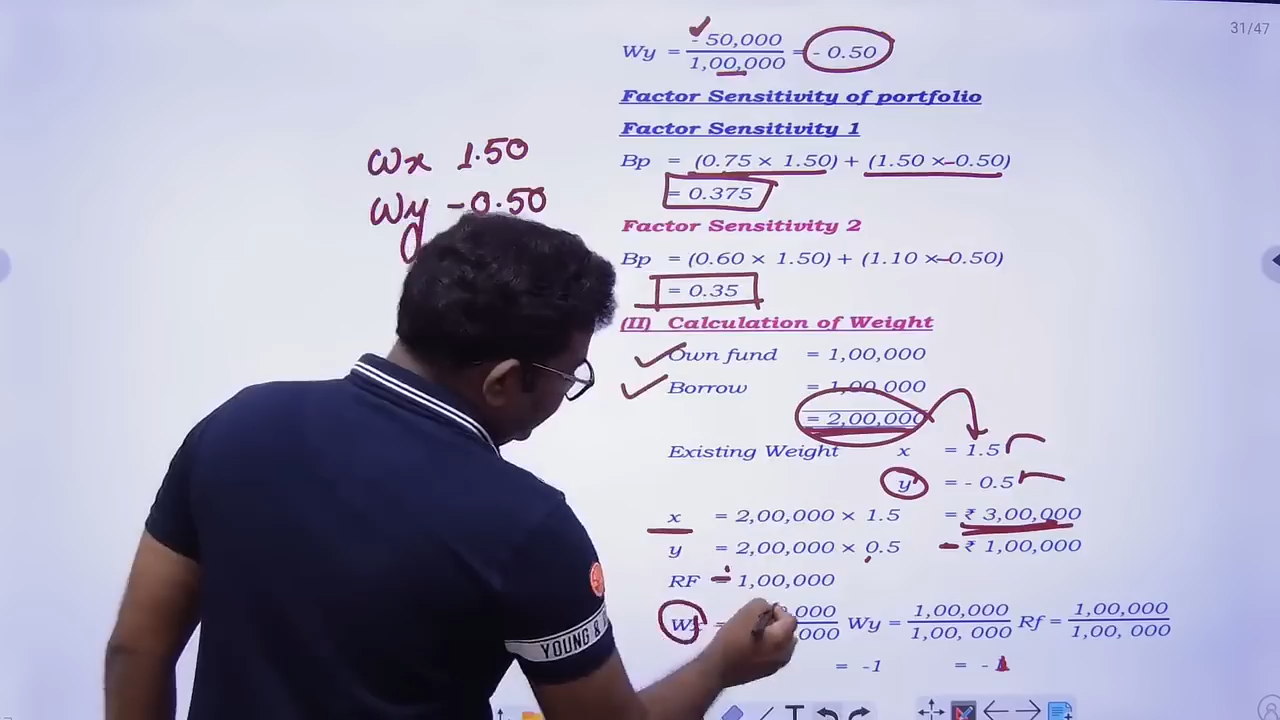 31/47
Wy = - 50,000 / 1,00,000 = - 0.50
Factor Sensitivity of portfolio
Factor Sensitivity 1
Bp = (0.75 × 1.50) + (1.50 × -0.50)
= 0.375
Wx 1.50
Wy - 0.50
Factor Sensitivity 2
Bp = (0.60 × 1.50) + (1.10 × -0.50)
= 0.35
(II) Calculation of Weight
Own fund = 1,00,000
Borrow = 1,00,000
= 2,00,000
Existing Weight x = 1.5
y = - 0.5
x = 2,00,000 × 1.5 = ₹ 3,00,000
y = 2,00,000 × 0.5 - ₹ 1,00,000
RF = 1,00,000
Wx = Wy = 1,00,000 / 1,00, 000 Rf = 1,00,000 / 1,00, 000
= -1 = - 1
YOUNG &